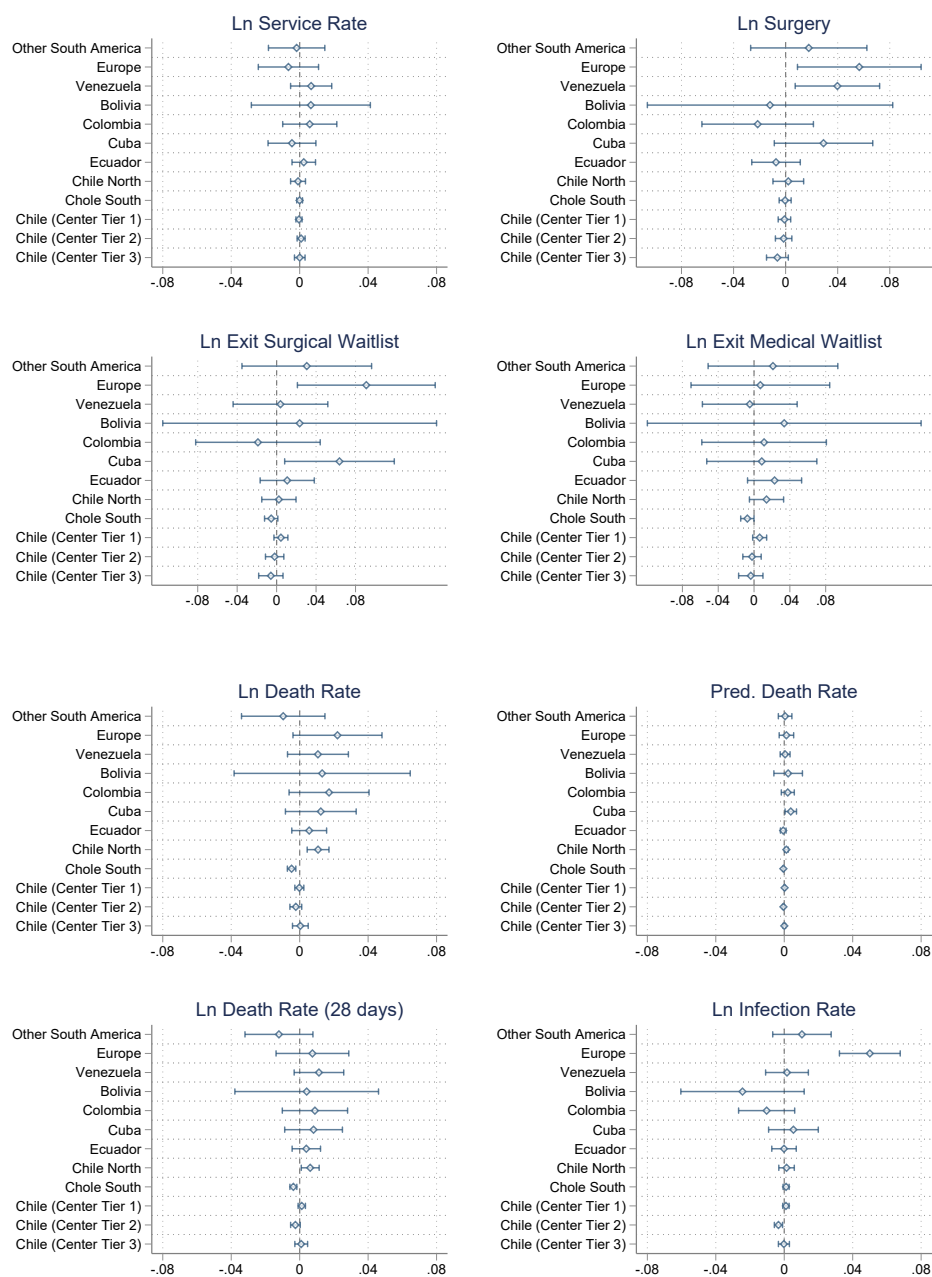 Ln Service Rate
Other South America
Europe
Venezuela
Bolivia
Colombia
Cuba
Ecuador
Chile North
Chole South
Chile (Center Tier 1)
Chile (Center Tier 2)
Chile (Center Tier 3)
-.08 -.04 0 .04 .08
Ln Surgery
Other South America
Europe
Venezuela
Bolivia
Colombia
Cuba
Ecuador
Chile North
Chole South
Chile (Center Tier 1)
Chile (Center Tier 2)
Chile (Center Tier 3)
-.08 -.04 0 .04 .08
Ln Exit Surgical Waitlist
Other South America
Europe
Venezuela
Bolivia
Colombia
Cuba
Ecuador
Chile North
Chole South
Chile (Center Tier 1)
Chile (Center Tier 2)
Chile (Center Tier 3)
-.08 -.04 0 .04 .08
Ln Exit Medical Waitlist
Other South America
Europe
Venezuela
Bolivia
Colombia
Cuba
Ecuador
Chile North
Chole South
Chile (Center Tier 1)
Chile (Center Tier 2)
Chile (Center Tier 3)
-.08 -.04 0 .04 .08
Ln Death Rate
Other South America
Europe
Venezuela
Bolivia
Colombia
Cuba
Ecuador
Chile North
Chole South
Chile (Center Tier 1)
Chile (Center Tier 2)
Chile (Center Tier 3)
-.08 -.04 0 .04 .08
Pred. Death Rate
Other South America
Europe
Venezuela
Bolivia
Colombia
Cuba
Ecuador
Chile North
Chole South
Chile (Center Tier 1)
Chile (Center Tier 2)
Chile (Center Tier 3)
-.08 -.04 0 .04 .08
Ln Death Rate (28 days)
Other South America
Europe
Venezuela
Bolivia
Colombia
Cuba
Ecuador
Chile North
Chole South
Chile (Center Tier 1)
Chile (Center Tier 2)
Chile (Center Tier 3)
-.08 -.04 0 .04 .08
Ln Infection Rate
Other South America
Europe
Venezuela
Bolivia
Colombia
Cuba
Ecuador
Chile North
Chole South
Chile (Center Tier 1)
Chile (Center Tier 2)
Chile (Center Tier 3)
-.08 -.04 0 .04 .08